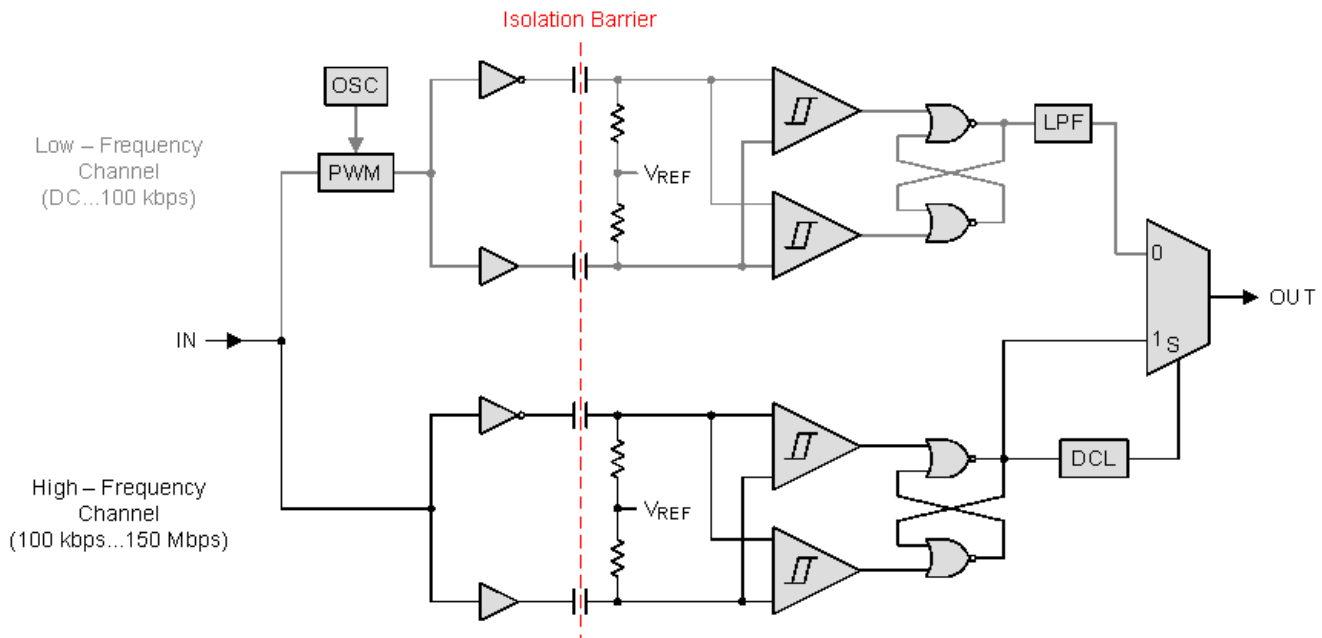 Isolation Barrier
OSC
Low – Frequency
Channel
(DC...100 kbps)
PWM
VREF
LPF
0
IN
OUT
1
S
High – Frequency
Channel
(100 kbps...150 Mbps)
VREF
DCL